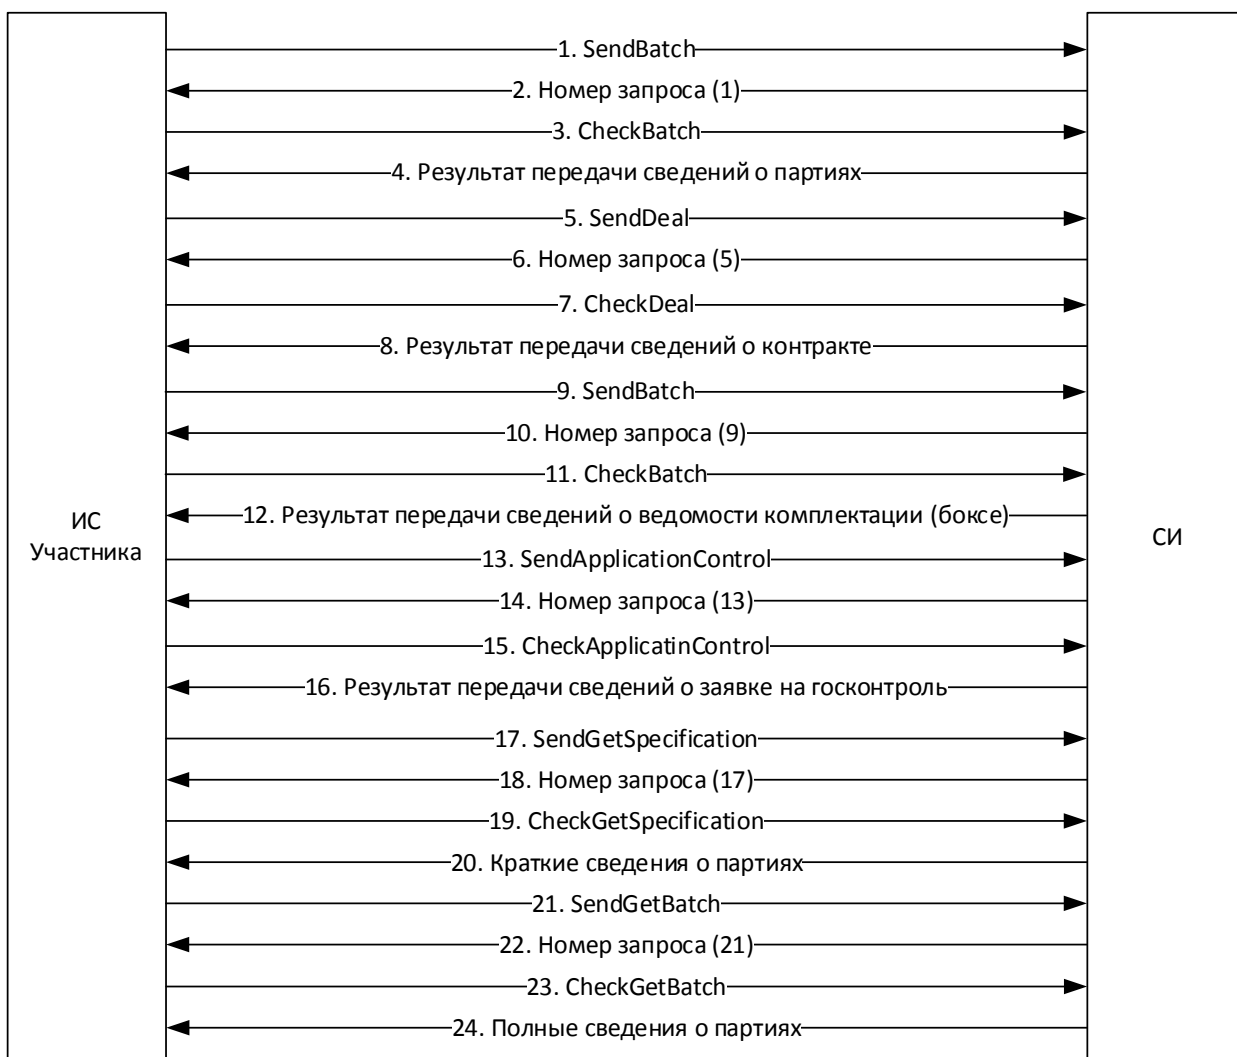 1. SendBatch
2. Номер запроса (1)
3. CheckBatch
4. Результат передачи сведений о партиях
5. SendDeal
6. Номер запроса (5)
7. CheckDeal
8. Результат передачи сведений о контракте
9. SendBatch
10. Номер запроса (9)
11. CheckBatch
12. Результат передачи сведений о ведомости комплектации (боксе)
ИС
Участника
СИ
13. SendApplicationControl
14. Номер запроса (13)
15. CheckApplicatinControl
16. Результат передачи сведений о заявке на госконтроль
17. SendGetSpecification
18. Номер запроса (17)
19. CheckGetSpecification
20. Краткие сведения о партиях
21. SendGetBatch
22. Номер запроса (21)
23. CheckGetBatch
24. Полные сведения о партиях